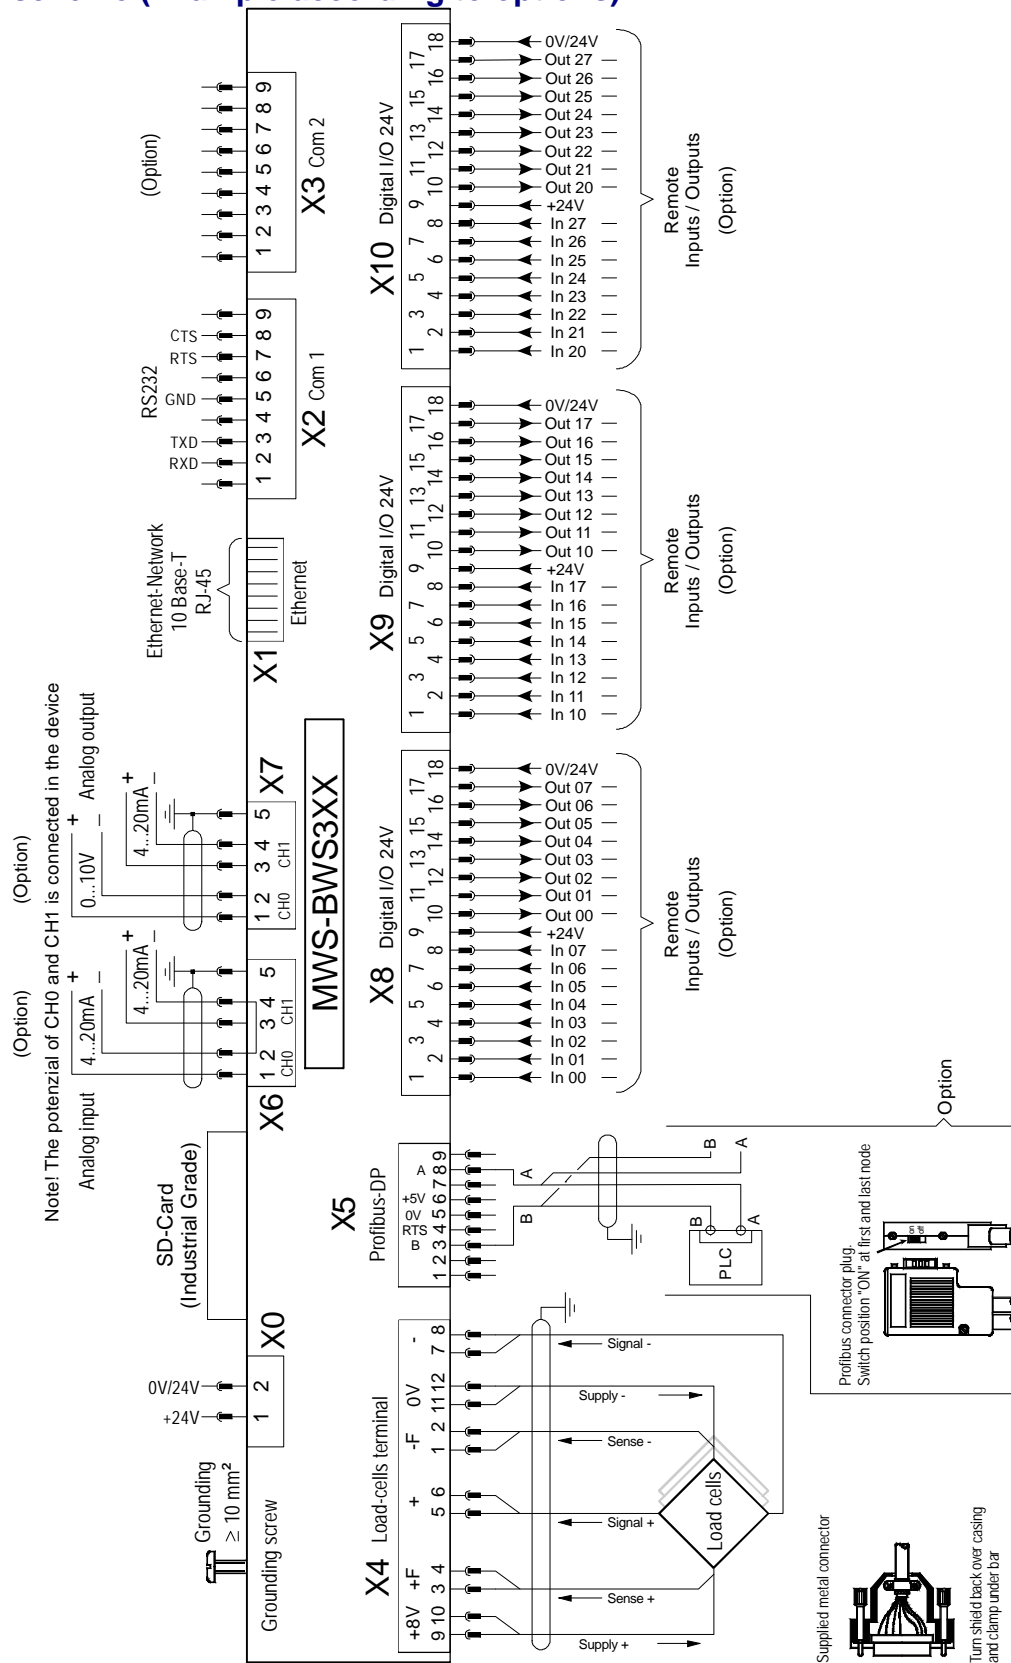 according to options)
Note! The potenzial of CH0 and CH1 is connected in the device
(Option)
Analog input
4...20mA
+
–
4...20mA
+
–
1 2 3 4 5
CH0 CH1
X6
(Option)
0...10V
+
–
Analog output
4...20mA
+
–
1 2 3 4 5
CH0 CH1
X7
Grounding
≥ 10 mm²
Grounding screw
+24V
0V/24V
1 2
X0
SD-Card
(Industrial Grade)
MWS-BWS3XX
Ethernet-Network
10 Base-T
RJ-45
Ethernet
X1
RS232
RXD
TXD
GND
RTS
CTS
1 2 3 4 5 6 7 8 9
X2 Com 1
(Option)
1 2 3 4 5 6 7 8 9
X3 Com 2
X4 Load-cells terminal
+8V +F + -F 0V -
9 10 3 4 5 6 1 2 11 12 7 8
Supply +
Sense +
Signal +
Sense -
Supply -
Signal -
Load cells
X5
Profibus-DP
B RTS 0V +5V A
1 2 3 4 5 6 7 8 9
B
A
B
A
B
A
PLC
X8 Digital I/O 24V
1 2 3 4 5 6 7 8 9 10 11 12 13 14 15 16 17 18
In 00
In 01
In 02
In 03
In 04
In 05
In 06
In 07
+24V
Out 00
Out 01
Out 02
Out 03
Out 04
Out 05
Out 06
Out 07
0V/24V
Remote
Inputs / Outputs
(Option)
X9 Digital I/O 24V
1 2 3 4 5 6 7 8 9 10 11 12 13 14 15 16 17 18
In 10
In 11
In 12
In 13
In 14
In 15
In 16
In 17
+24V
Out 10
Out 11
Out 12
Out 13
Out 14
Out 15
Out 16
Out 17
0V/24V
Remote
Inputs / Outputs
(Option)
X10 Digital I/O 24V
1 2 3 4 5 6 7 8 9 10 11 12 13 14 15 16 17 18
In 20
In 21
In 22
In 23
In 24
In 25
In 26
In 27
+24V
Out 20
Out 21
Out 22
Out 23
Out 24
Out 25
Out 26
Out 27
0V/24V
Remote
Inputs / Outputs
(Option)
Supplied metal connector
Turn shield back over casing
and clamp under bar
Option
Profibus connector plug.
Switch position "ON" at first and last node
on
off